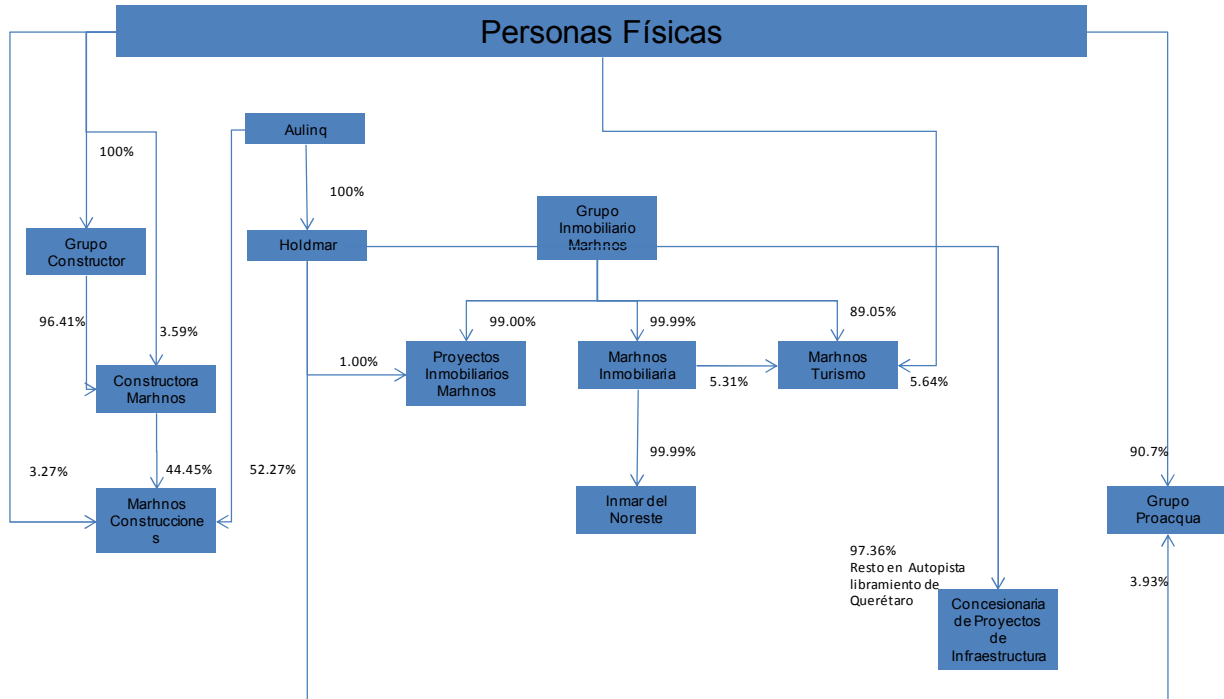 Personas Físicas
Aulinq
100%
100%
Grupo
Inmobiliario
Marhnos
Grupo
Constructor
Holdmar
96.41%
3.59%
99.00%
99.99%
89.05%
Constructora
Marhnos
1.00%
Proyectos
Inmobiliarios
Marhnos
Marhnos
Inmobiliaria
5.31%
Marhnos
Turismo
5.64%
3.27%
44.45%
52.27%
99.99%
90.7%
Marhnos
Construccione
s
Inmar del
Noreste
Grupo
Proacqua
97.36%
Resto en Autopista
libramiento de
Querétaro
3.93%
Concesionaria
de Proyectos
de
Infraestructura